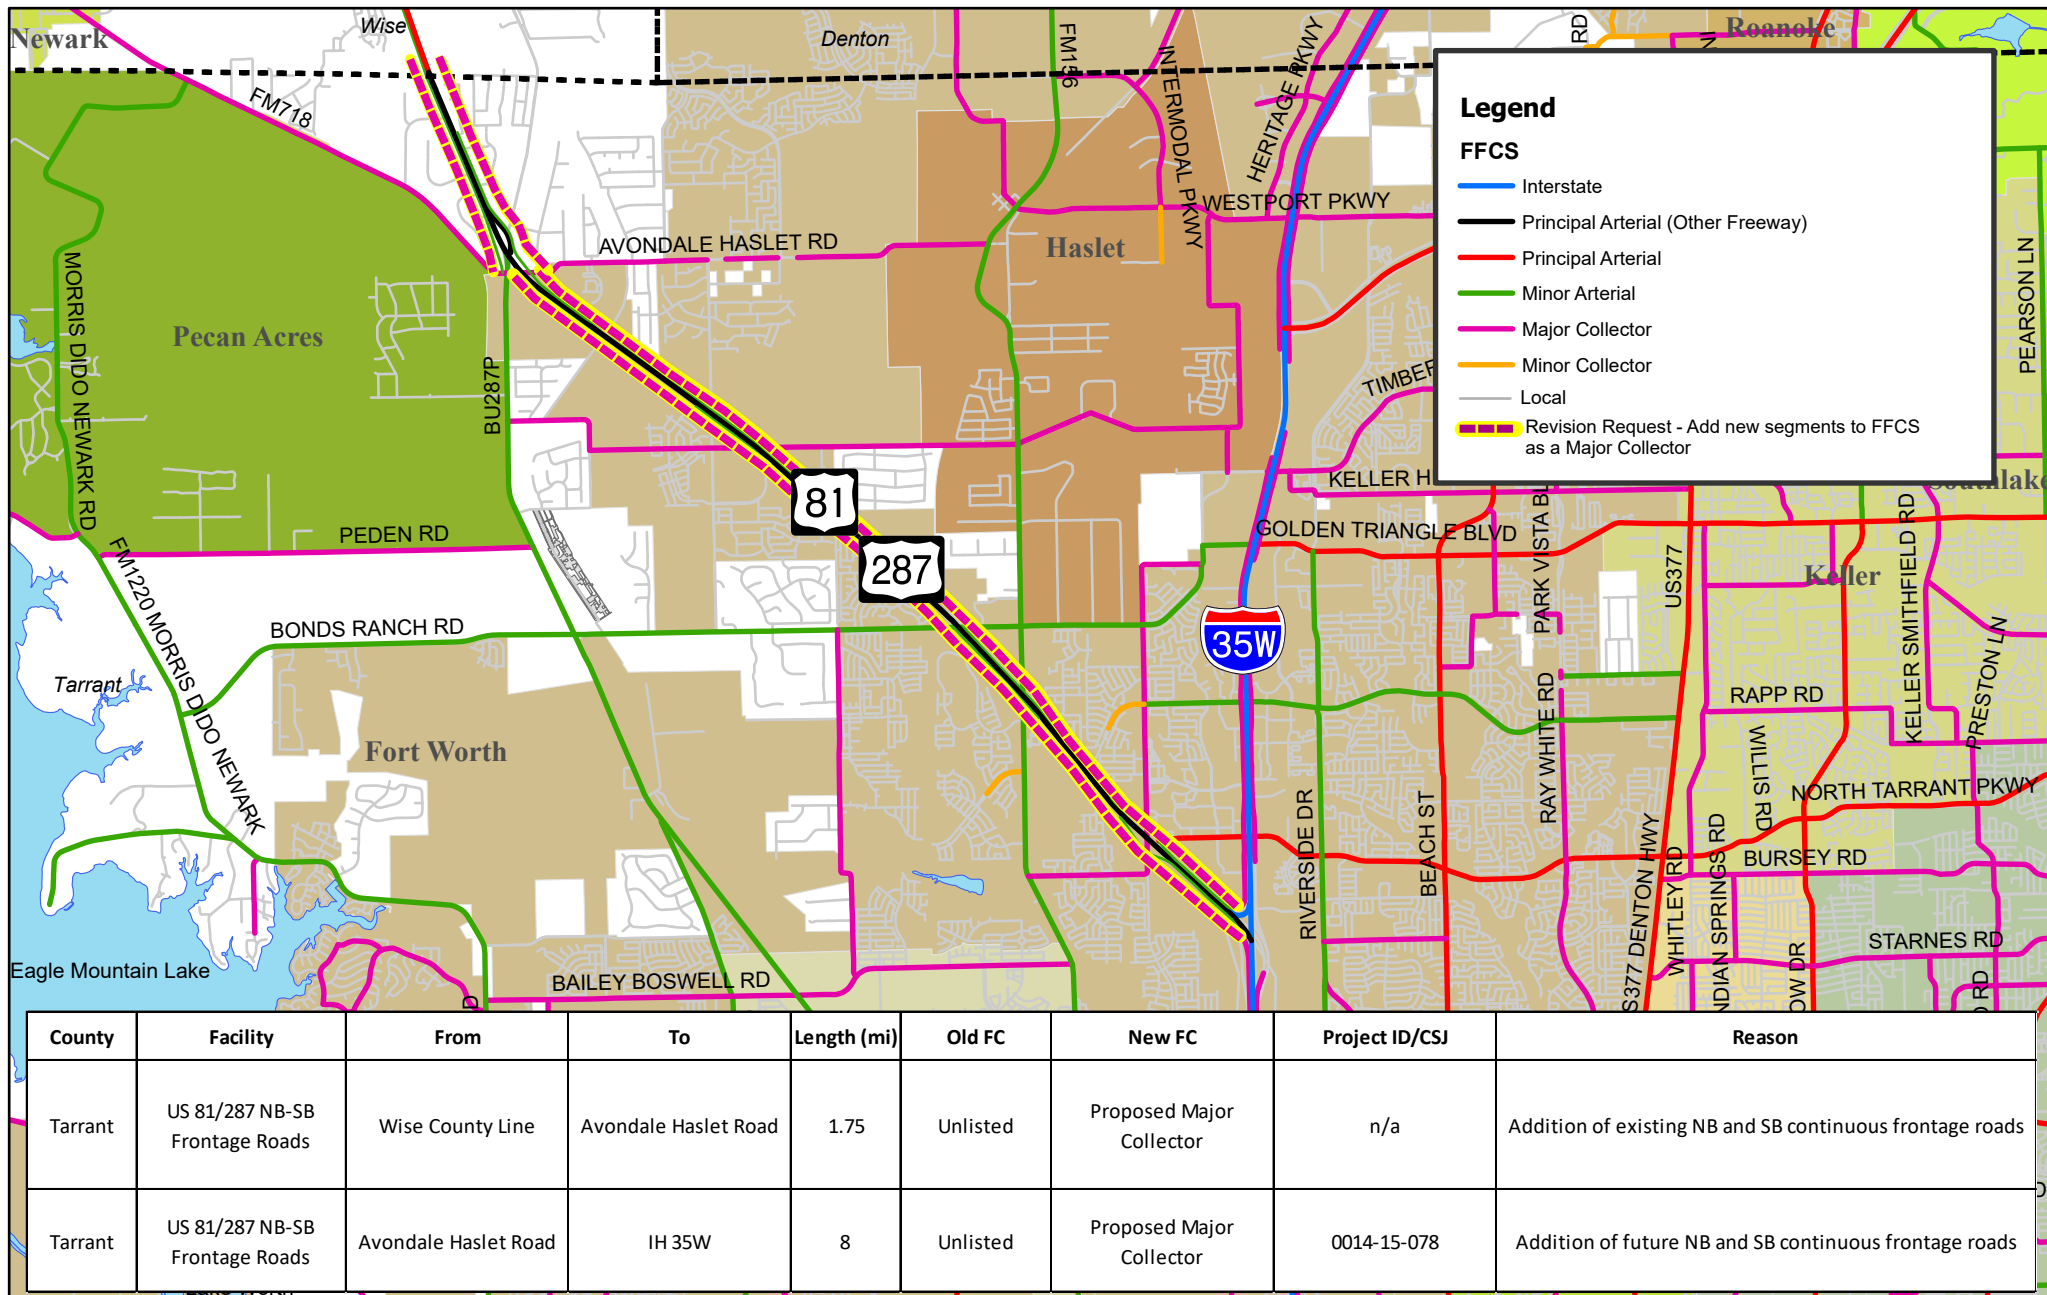 Newark
Wise
Denton
Roanoke
RD
FM156
INTERMODAL PKWY
HERITAGE PKWY
FM718
WESTPORT PKWY
AVONDALE HASLET RD
Haslet
Legend
FFCS
Interstate
Principal Arterial (Other Freeway)
Principal Arterial
Minor Arterial
Major Collector
Minor Collector
Local
Revision Request - Add new segments to FFCS
as a Major Collector
PEARSON LN
MORRIS DIDO NEWARK RD
Pecan Acres
BU287P
TIMBER
KELLER H
Southlake
81
287
35W
PEDEN RD
GOLDEN TRIANGLE BLVD
PARK VISTA BL
US377
Keller
KELLER SMITHFIELD RD
FM1220 MORRIS DIDO NEWARK
BONDS RANCH RD
Tarrant
Fort Worth
RAY WHITE RD
RAPP RD
PRESTON LN
WILLIS RD
NORTH TARRANT PKWY
RIVERSIDE DR
BEACH ST
BURSEY RD
S377 DENTON HWY
WHITLEY RD
NDIAN SPRINGS RD
OW DR
STARNES RD
Eagle Mountain Lake
BAILEY BOSWELL RD
D
RD
County Facility From To Length (mi) Old FC New FC Project ID/CSJ Reason
Tarrant US 81/287 NB-SB Frontage Roads Wise County Line Avondale Haslet Road 1.75 Unlisted Proposed Major Collector n/a Addition of existing NB and SB continuous frontage roads
Tarrant US 81/287 NB-SB Frontage Roads Avondale Haslet Road IH 35W 8 Unlisted Proposed Major Collector 0014-15-078 Addition of future NB and SB continuous frontage roads